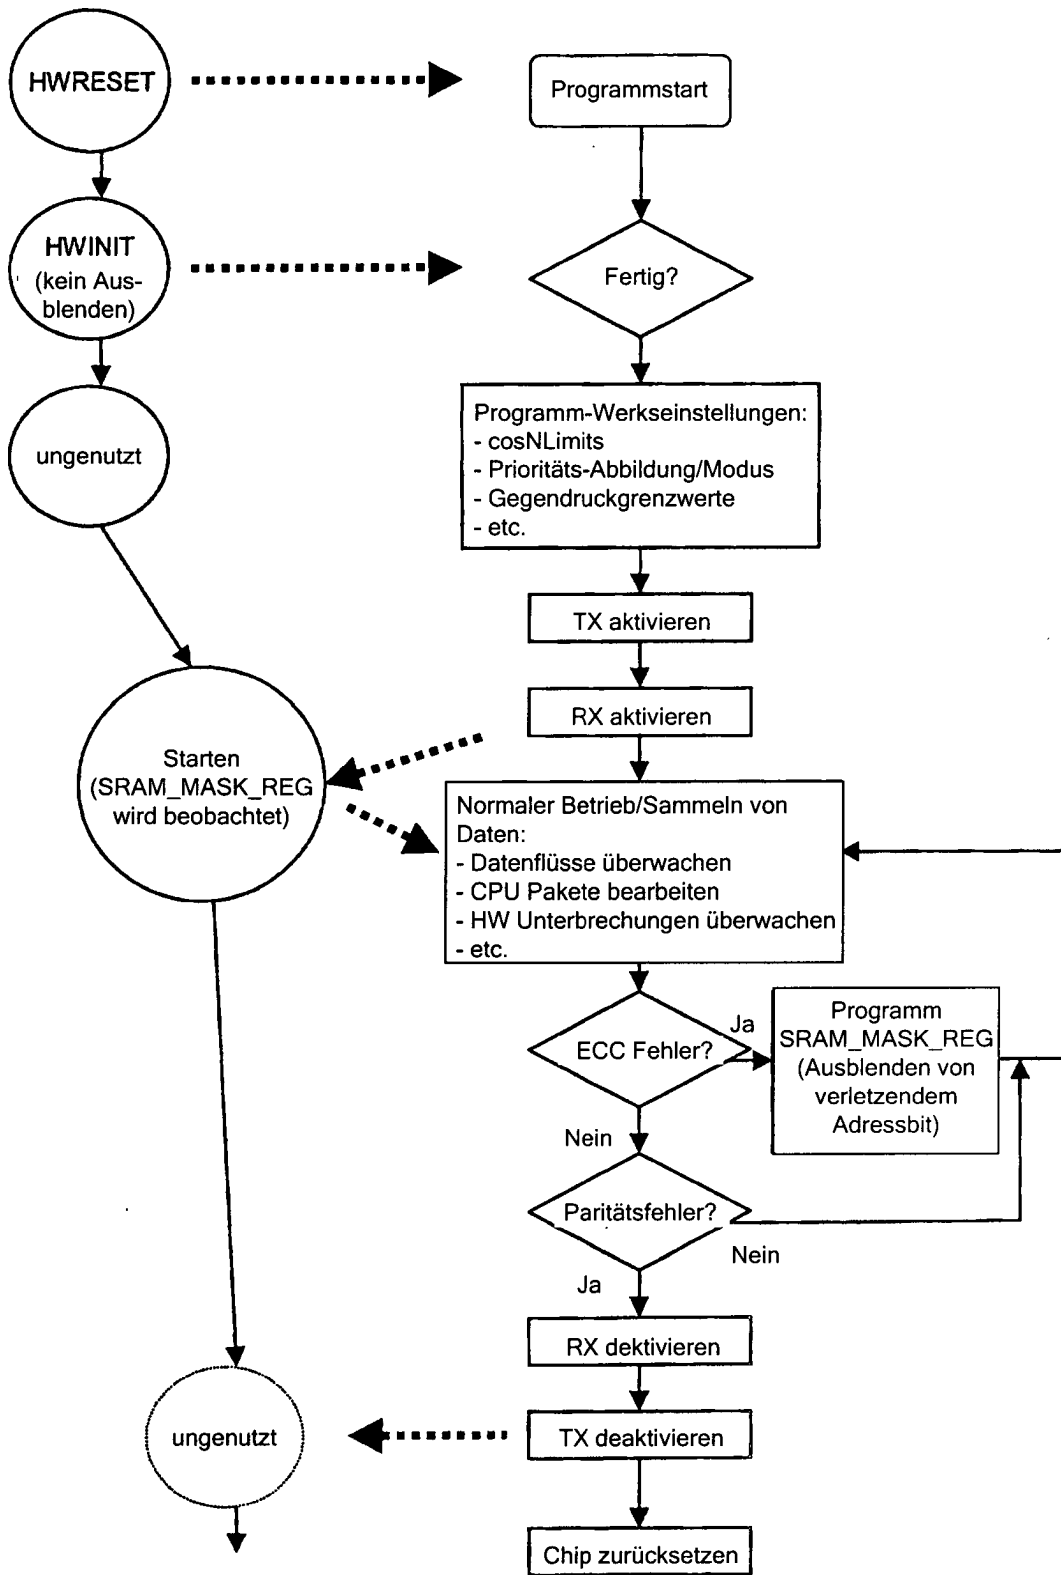 HWRESET
Programmstart
HWINIT
(kein Aus-
blenden)
Fertig?
ungenutzt
Programm-Werkseinstellungen:
- cosNLimits
- Prioritäts-Abbildung/Modus
- Gegendruckgrenzwerte
- etc.
TX aktivieren
RX aktivieren
Starten
(SRAM_MASK_REG
wird beobachtet)
Normaler Betrieb/Sammeln von
Daten:
- Datenflüsse überwachen
- CPU Pakete bearbeiten
- HW Unterbrechungen überwachen
- etc.
ECC Fehler?
Ja
Programm
SRAM_MASK_REG
(Ausblenden von
verletzendem
Adressbit)
Nein
Paritätsfehler?
Nein
Ja
RX dektivieren
ungenutzt
TX deaktivieren
Chip zurücksetzen